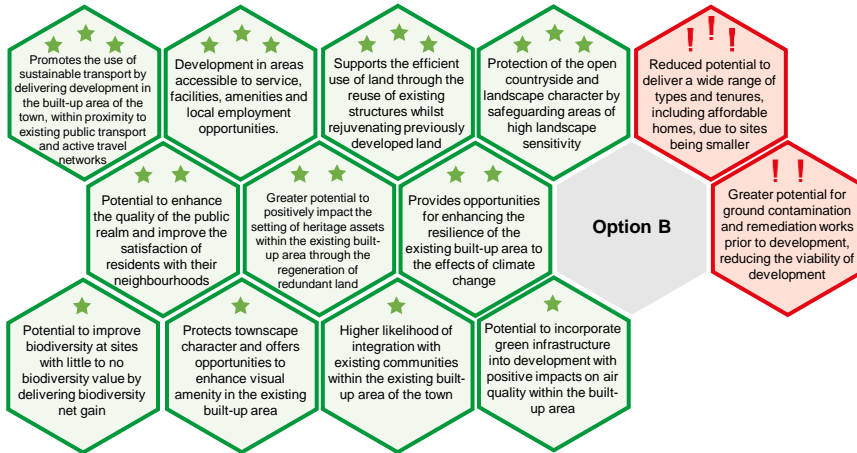 Promotes the use of
sustainable transport by
delivering development in
the built-up area of the
town, within proximity to
existing public transport
and active travel
networks
Development in areas
accessible to service,
facilities, amenities and
local employment
opportunities.
Supports the efficient
use of land through the
reuse of existing
structures whilst
rejuvenating previously
developed land
Protection of the open
countryside and
landscape character by
safeguarding areas of
high landscape
sensitivity
! ! !
Reduced potential to
deliver a wide range of
types and tenures,
including affordable
homes, due to sites
being smaller
Potential to enhance
the quality of the public
realm and improve the
satisfaction of
residents with their
neighbourhoods
Greater potential to
positively impact the
setting of heritage assets
within the existing built-
up area through the
regeneration of
redundant land
Provides opportunities
for enhancing the
resilience of the
existing built-up area to
the effects of climate
change
Option B
! !
Greater potential for
ground contamination
and remediation works
prior to development,
reducing the viability of
development
Potential to improve
biodiversity at sites
with little to no
biodiversity value by
delivering biodiversity
net gain
Protects townscape
character and offers
opportunities to
enhance visual
amenity in the existing
built-up area
Higher likelihood of
integration with
existing communities
within the existing built-
up area of the town
Potential to incorporate
green infrastructure
into development with
positive impacts on air
quality within the built-
up area